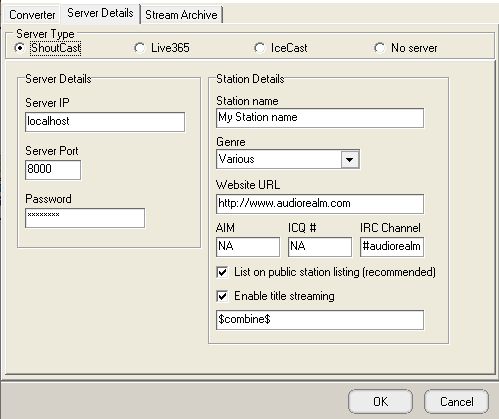 Converter Server Details Stream Archive
Server Type
ShoutCast Live365 IceCast No server
Server Details
Server IP
localhost
Server Port
8000
Password
xxxxxxxx
Station Details
Station name
My Station name
Genre
Various
Website URL
http://www.audiorealm.com
AIM ICQ # IRC Channel
NA NA #audiorealm
List on public station listing (recommended)
Enable title streaming
$combine$
OK Cancel